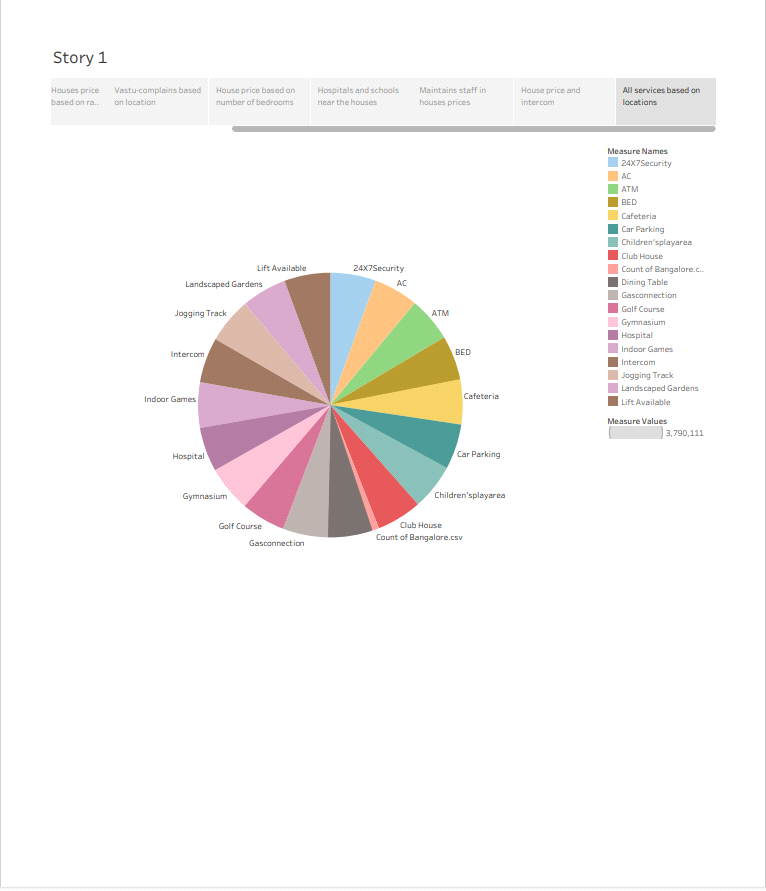 Story 1
Houses price
based on ra..
Vastu-complains based
on location
House price based on
number of bedrooms
Hospitals and schools
near the houses
Maintains staff in
houses prices
House price and
intercom
All services based on
locations
Measure Names
24X7Security
AC
ATM
BED
Cafeteria
Car Parking
Children'splayarea
Club House
Count of Bangalore.c..
Dining Table
Gasconnection
Golf Course
Gymnasium
Hospital
Indoor Games
Intercom
Jogging Track
Landscaped Gardens
Lift Available
Measure Values
3,790,111
Lift Available
24X7Security
Landscaped Gardens
AC
Jogging Track
ATM
Intercom
BED
Indoor Games
Cafeteria
Hospital
Car Parking
Gymnasium
Children'splayarea
Golf Course
Club House
Gasconnection
Count of Bangalore.csv